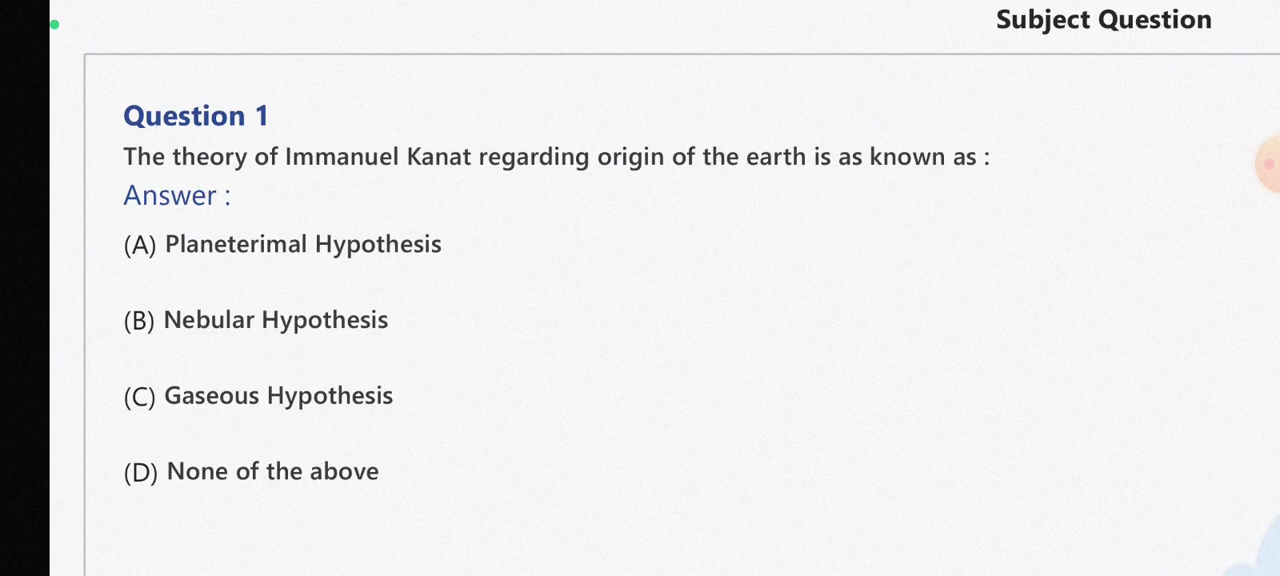 Subject Question
Question 1
The theory of Immanuel Kanat regarding origin of the earth is as known as :
Answer :
(A) Planeterimal Hypothesis
(B) Nebular Hypothesis
(C) Gaseous Hypothesis
(D) None of the above